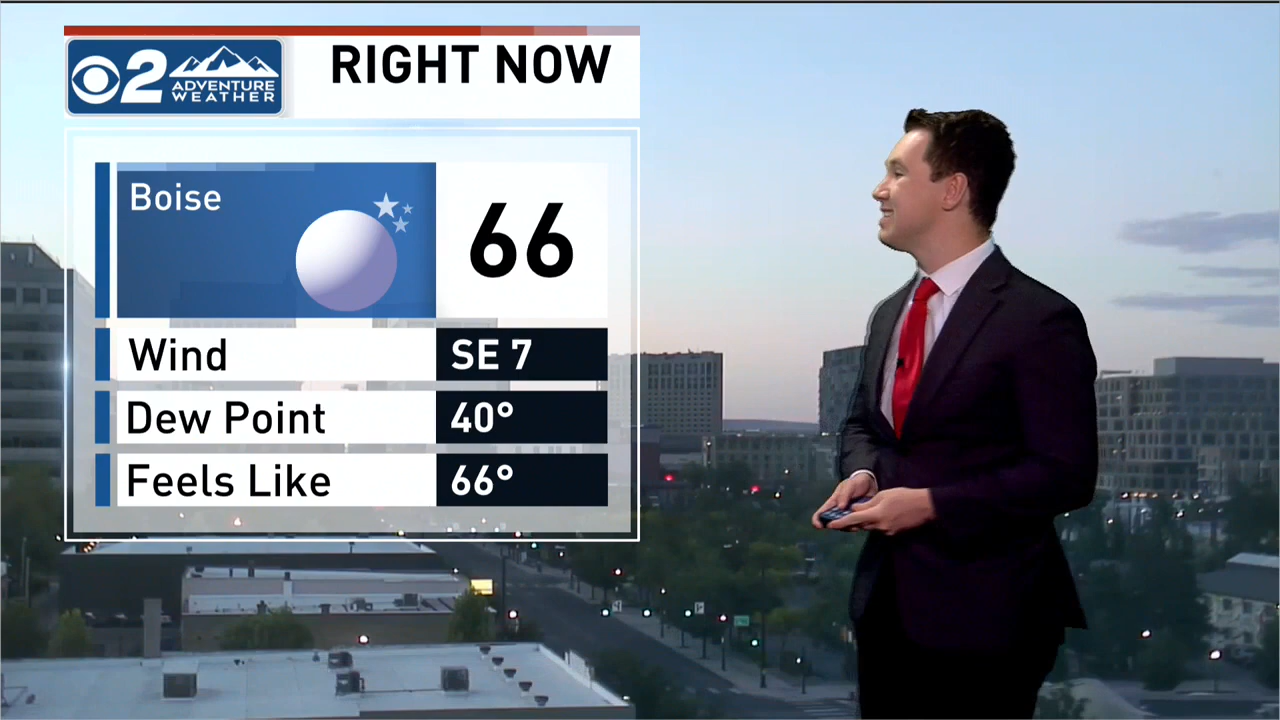 2 ADVENTURE
WEATHER
RIGHT NOW
Boise
66
Wind SE 7
Dew Point 40°
Feels Like 66°